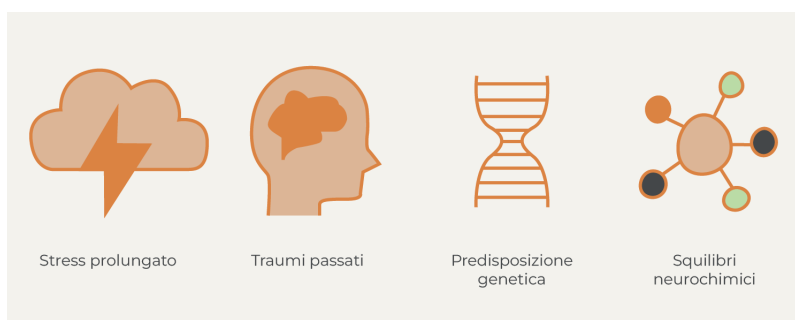 Stress prolungato
Traumi passati
Predisposizione
genetica
Squilibri
neurochimici